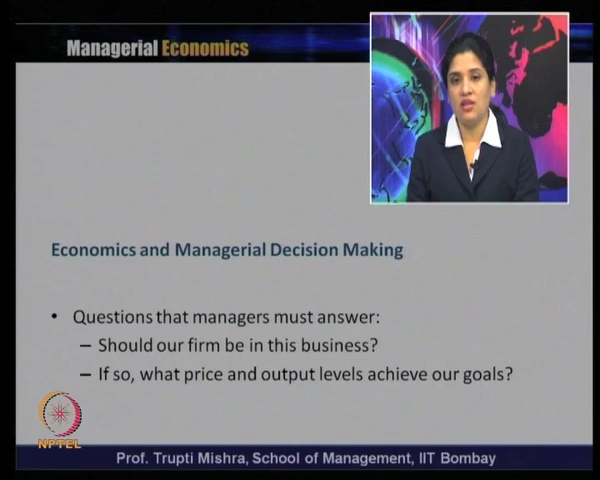 Managerial Economics
Economics and Managerial Decision Making
• Questions that managers must answer:
– Should our firm be in this business?
– If so, what price and output levels achieve our goals?
NPTEL
Prof. Trupti Mishra, School of Management, IIT Bombay